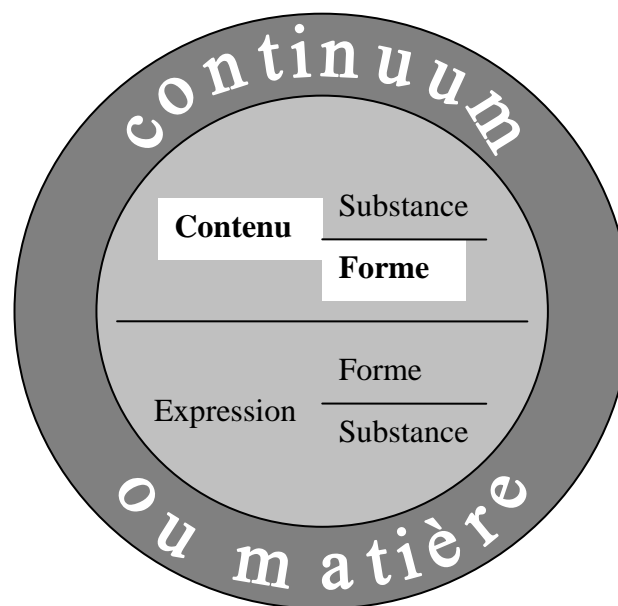 continuum
Substance
Contenu
Forme
Forme
Expression
Substance
ou matière